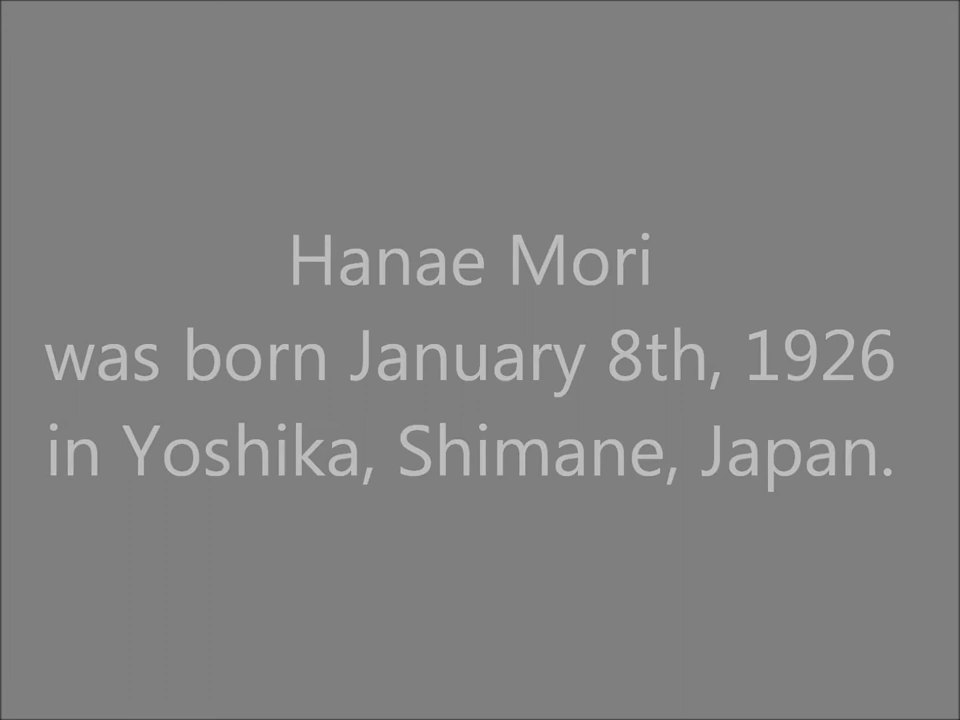 Hanae Mori
was born January 8th, 1926
in Yoshika, Shimane, Japan.